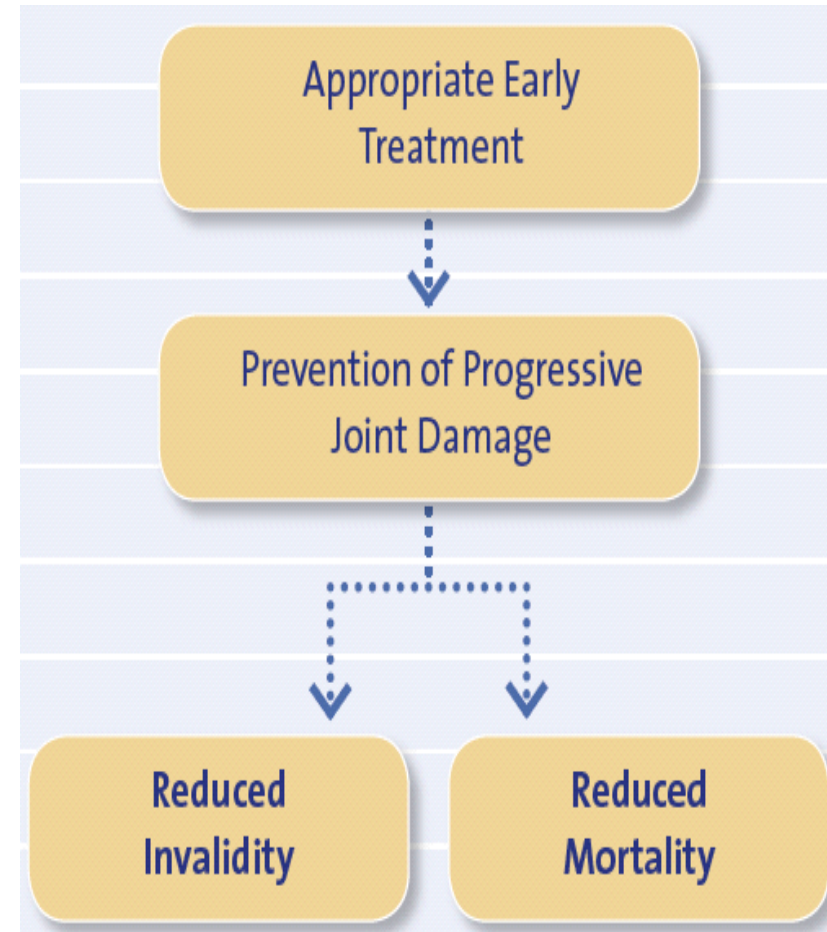 Appropriate Early
Treatment
Prevention of Progressive
Joint Damage
Reduced
Invalidity
Reduced
Mortality